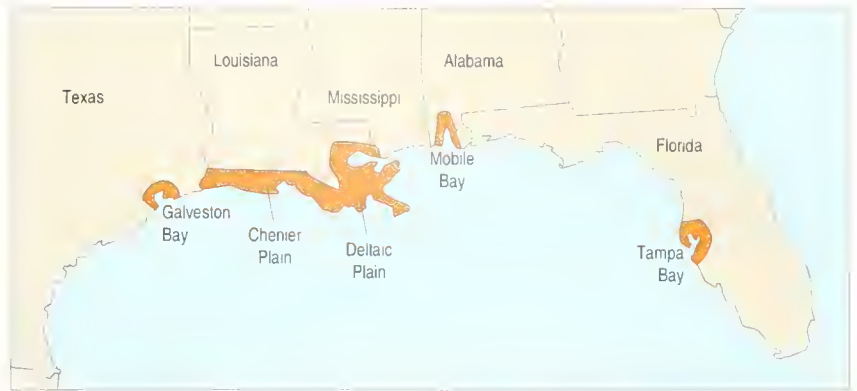 Louisiana
Alabama
Texas
Mississippi
Florida
Mobile
Bay
Galveston
Bay
Chenier
Plain
Deltaic
Plain
Tampa
Bay